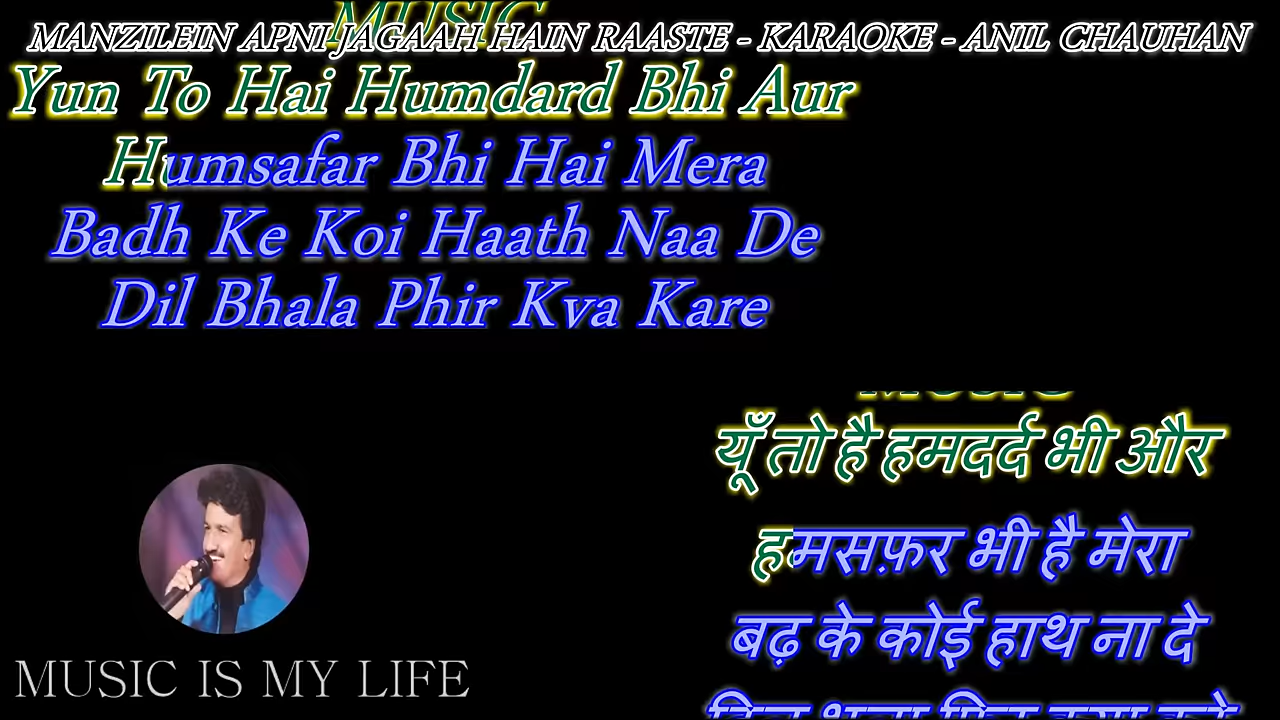 MUSIC
MANZILEIN APNI JAGAAH HAIN RAASTE - KARAOKE - ANIL CHAUHAN
Yun To Hai Humdard Bhi Aur
Humsafar Bhi Hai Mera
Badh Ke Koi Haath Naa De
Dil Bhala Phir Kya Kare
यूँ तो है हमदर्द भी और
हमसफ़र भी है मेरा
बढ़ के कोई हाथ ना दे
MUSIC IS MY LIFE